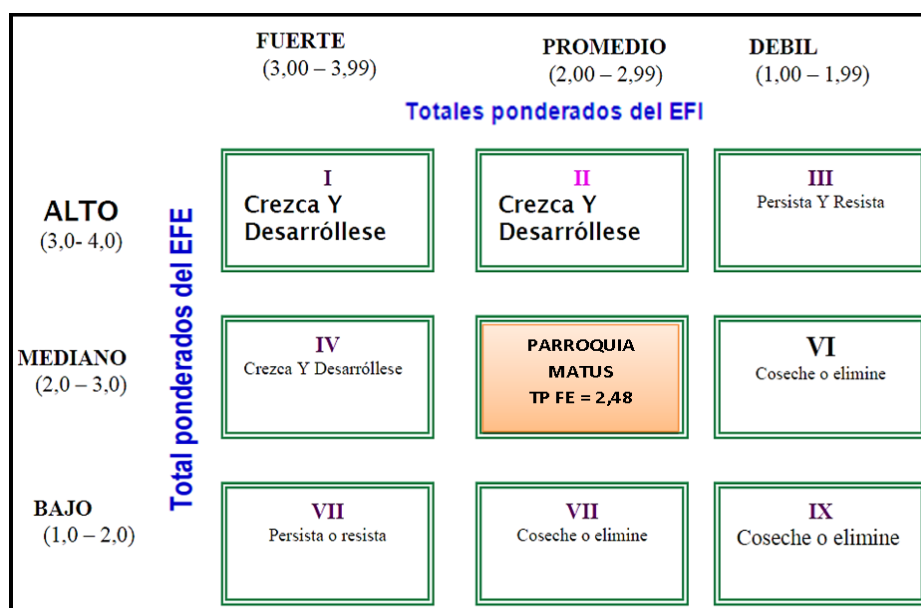 FUERTE
(3,00 – 3,99)
PROMEDIO
(2,00 – 2,99)
DEBIL
(1,00 – 1,99)
Totales ponderados del EFI
Total ponderados del EFE
ALTO
(3,0- 4,0)
I
Crezca Y
Desarróllese
II
Crezca Y
Desarróllese
III
Persista Y Resista
MEDIANO
(2,0 – 3,0)
IV
Crezca Y Desarróllese
PARROQUIA
MATUS
TP FE = 2,48
VI
Coseche o elimine
BAJO
(1,0 – 2,0)
VII
Persista o resista
VII
Coseche o elimine
IX
Coseche o elimine